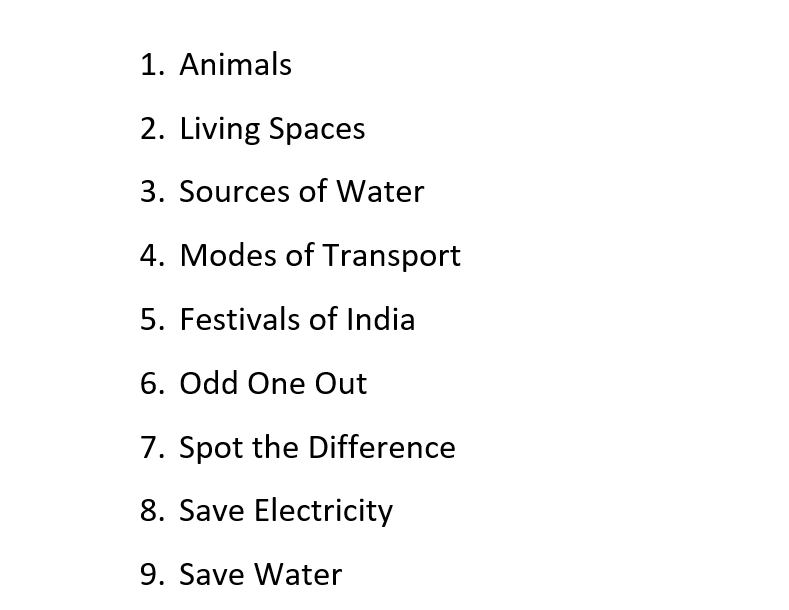 1. Animals
2. Living Spaces
3. Sources of Water
4. Modes of Transport
5. Festivals of India
6. Odd One Out
7. Spot the Difference
8. Save Electricity
9. Save Water